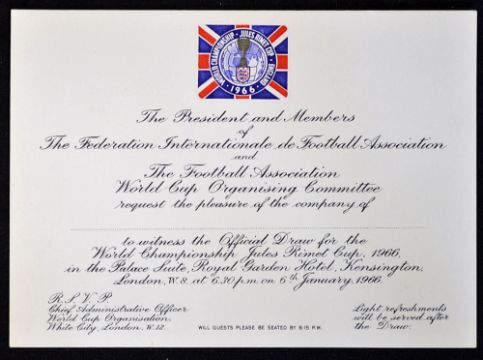 WORLD CHAMPIONSHIP · JULES RIMET CUP · ENGLAND
· 1966 ·
The President and Members
of
The Federation Internationale de Football Association
and
The Football Association
World Cup Organising Committee
request the pleasure of the company of
to witness the Official Draw for the
World Championship Jules Rimet Cup, 1966,
in the Palace Suite, Royal Garden Hotel, Kensington,
London, W.8. at 6.30 p.m. on 6th January, 1966.
R.S.V.P.
Chief Administrative Officer
World Cup Organisation,
White City, London, W.12.
WILL GUESTS PLEASE BE SEATED BY 6.15 P.M.
Light refreshments
will be served after
the Draw.